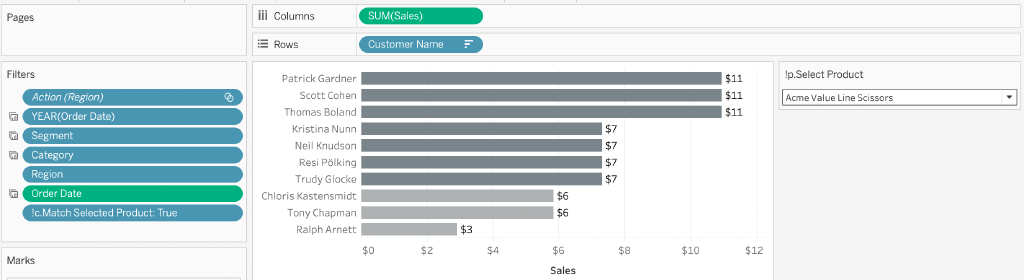 Pages
Columns
SUM(Sales)
Rows
Customer Name
Filters
Action (Region)
YEAR(Order Date)
Segment
Category
Region
Order Date
!c.Match Selected Product: True
Marks
Patrick Gardner $11
Scott Cohen $11
Thomas Boland $11
Kristina Nunn $7
Neil Knudson $7
Resi Pölking $7
Trudy Glocke $7
Chloris Kastensmidt $6
Tony Chapman $6
Ralph Arnett $3
$0 $2 $4 $6 $8 $10 $12
Sales
!p.Select Product
Acme Value Line Scissors